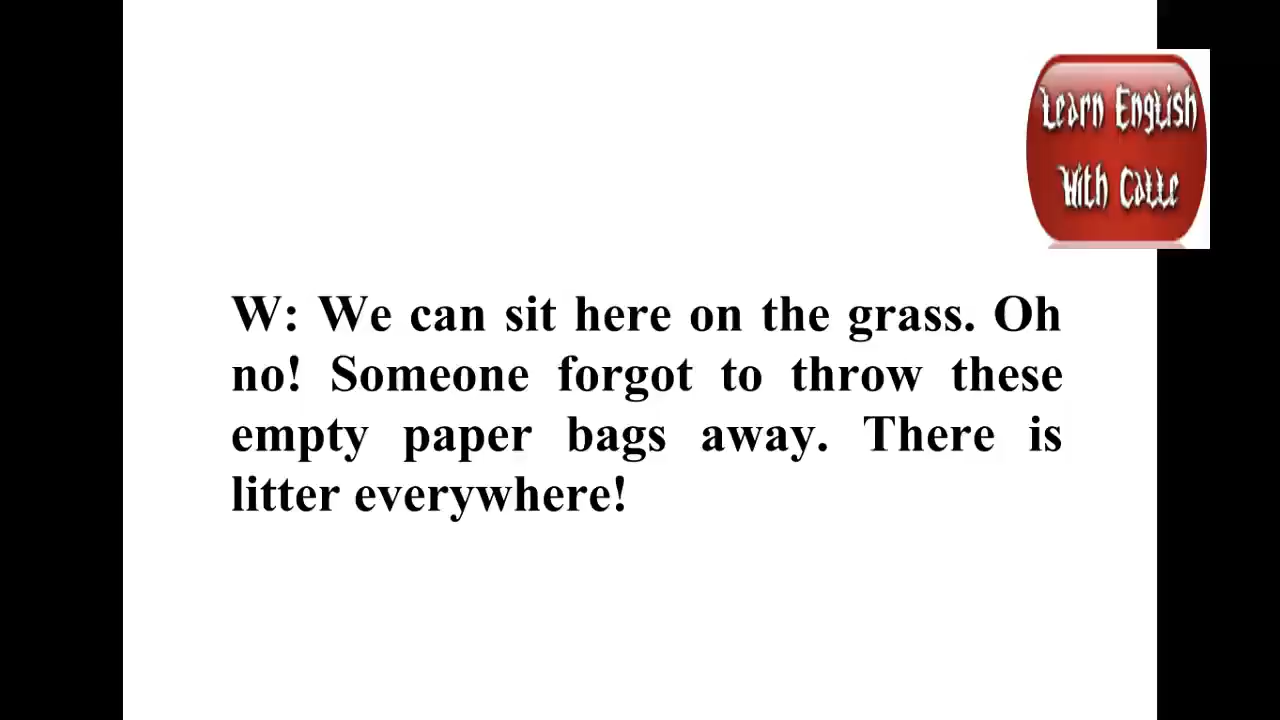 Learn English
With Catte
W: We can sit here on the grass. Oh
no! Someone forgot to throw these
empty paper bags away. There is
litter everywhere!